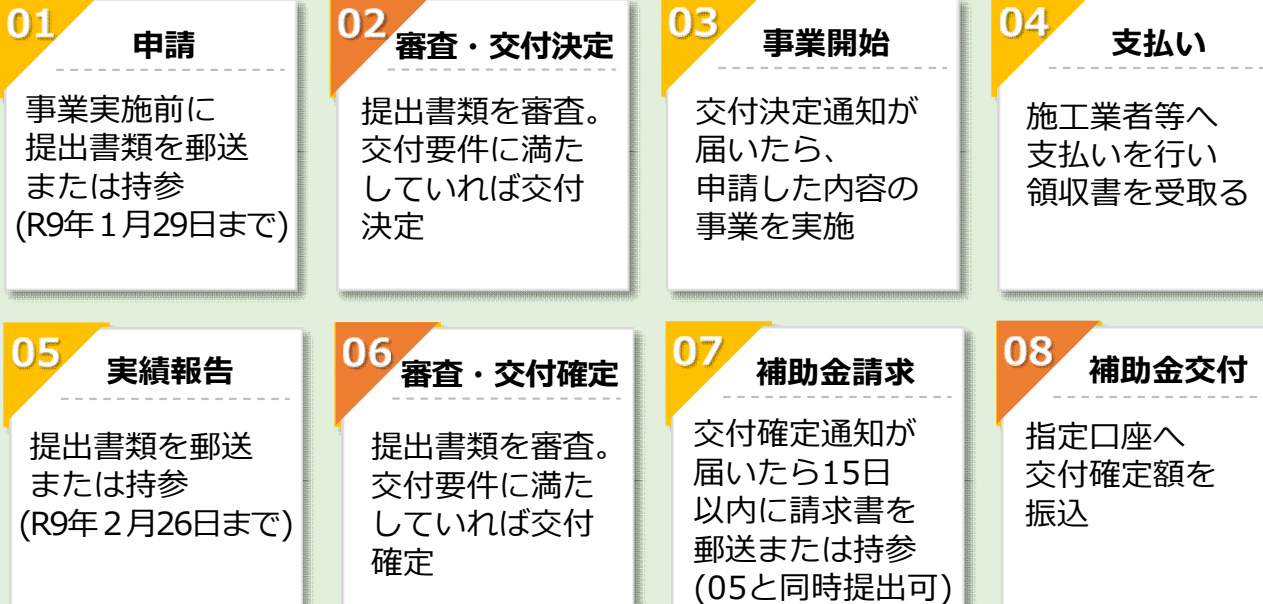 01
申請
事業実施前に
提出書類を郵送
または持参
(R9年１月29日まで)
02
審査・交付決定
提出書類を審査。
交付要件に満た
していれば交付
決定
03
事業開始
交付決定通知が
届いたら、
申請した内容の
事業を実施
04
支払い
施工業者等へ
支払いを行い
領収書を受取る
05
実績報告
提出書類を郵送
または持参
(R9年２月26日まで)
06
審査・交付確定
提出書類を審査。
交付要件に満た
していれば交付
確定
07
補助金請求
交付確定通知が
届いたら15日
以内に請求書を
郵送または持参
(05と同時提出可)
08
補助金交付
指定口座へ
交付確定額を
振込